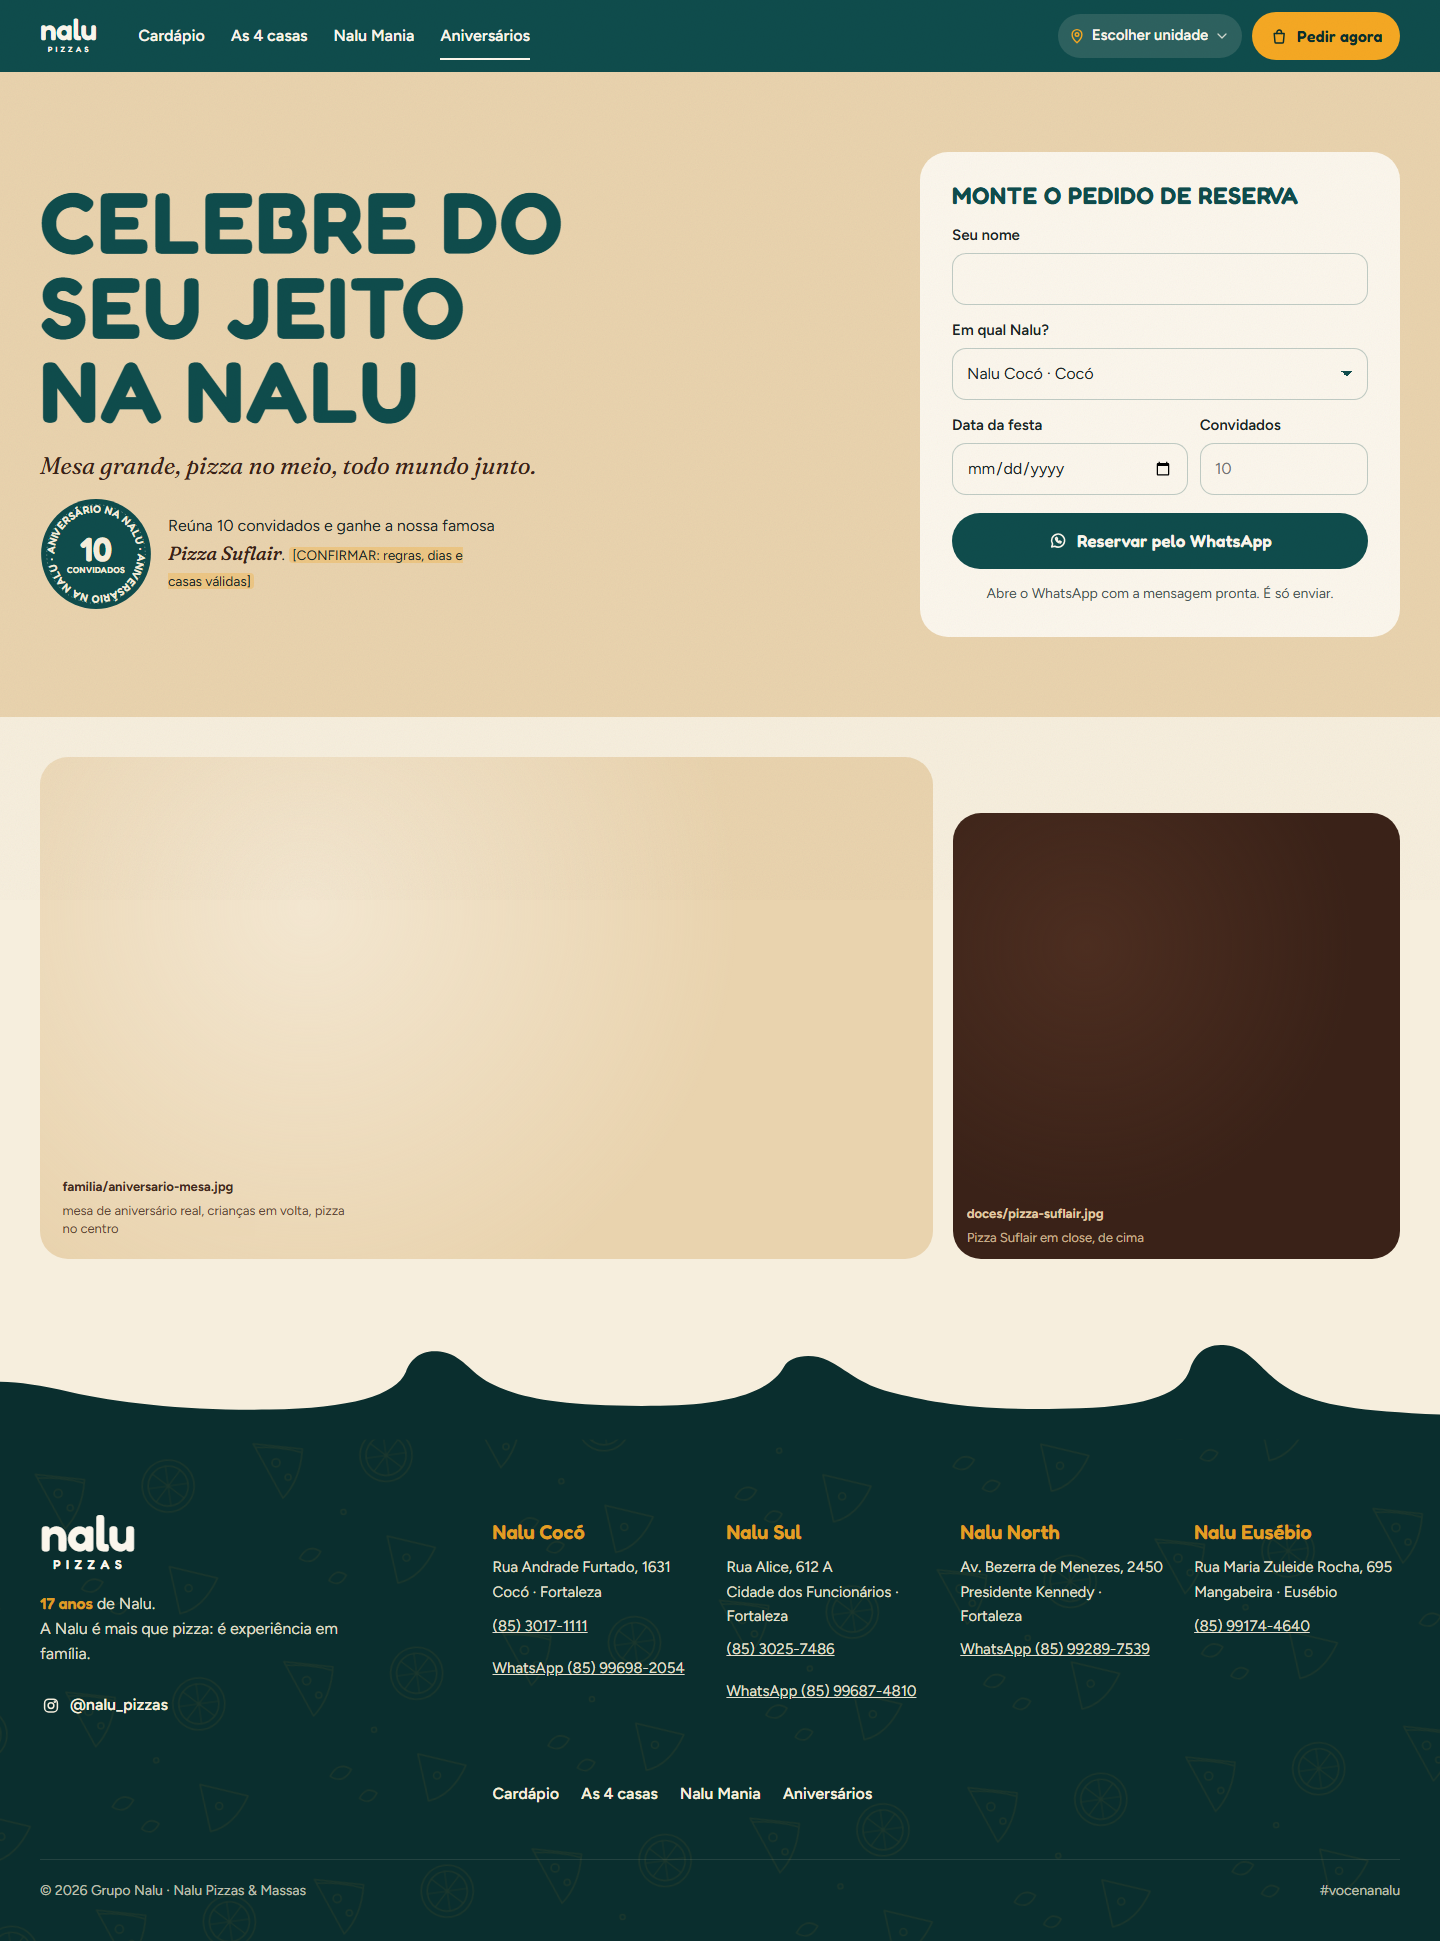 nalu
PIZZAS
Cardápio
As 4 casas
Nalu Mania
Aniversários
Escolher unidade
Pedir agora
CELEBRE DO
SEU JEITO
NA NALU
Mesa grande, pizza no meio, todo mundo junto.
ANIVERSÁRIO NA NALU · ANIVERSÁRIO NA NALU ·
10
CONVIDADOS
Reúna 10 convidados e ganhe a nossa famosa
Pizza Suflair. [CONFIRMAR: regras, dias e
casas válidas]
MONTE O PEDIDO DE RESERVA
Seu nome
Em qual Nalu?
Nalu Cocó · Cocó
Data da festa
Convidados
mm/dd/yyyy
10
Reservar pelo WhatsApp
Abre o WhatsApp com a mensagem pronta. É só enviar.
familia/aniversario-mesa.jpg
mesa de aniversário real, crianças em volta, pizza
no centro
doces/pizza-suflair.jpg
Pizza Suflair em close, de cima
nalu
PIZZAS
17 anos de Nalu.
A Nalu é mais que pizza: é experiência em
família.
@nalu_pizzas
Nalu Cocó
Rua Andrade Furtado, 1631
Cocó · Fortaleza
(85) 3017-1111
WhatsApp (85) 99698-2054
Nalu Sul
Rua Alice, 612 A
Cidade dos Funcionários ·
Fortaleza
(85) 3025-7486
WhatsApp (85) 99687-4810
Nalu North
Av. Bezerra de Menezes, 2450
Presidente Kennedy ·
Fortaleza
WhatsApp (85) 99289-7539
Nalu Eusébio
Rua Maria Zuleide Rocha, 695
Mangabeira · Eusébio
(85) 99174-4640
Cardápio
As 4 casas
Nalu Mania
Aniversários
© 2026 Grupo Nalu · Nalu Pizzas & Massas
#vocenanalu